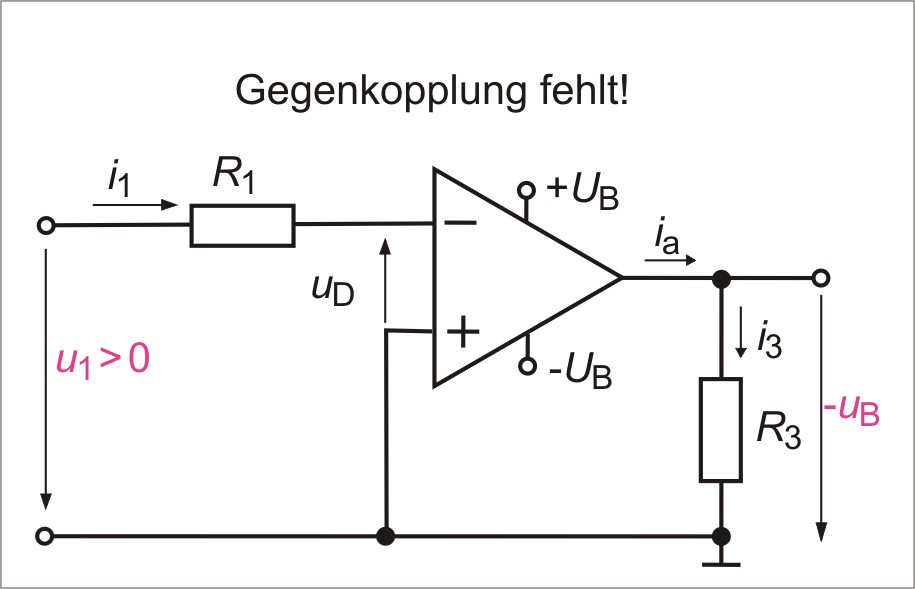 Gegenkopplung fehlt!
i1
R1
+UB
ia
uD
i3
u1 > 0
-UB
-uB
R3